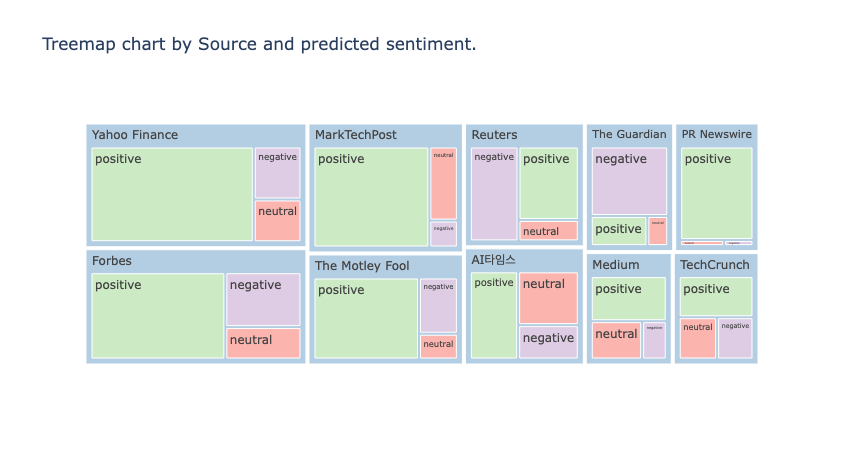 Treemap chart by Source and predicted sentiment.
Yahoo Finance
positive
negative
neutral
MarkTechPost
positive
neutral
negative
Reuters
negative
positive
neutral
The Guardian
negative
positive
neutral
PR Newswire
positive
Forbes
positive
negative
neutral
The Motley Fool
positive
negative
neutral
AI타임스
positive
neutral
negative
Medium
positive
neutral
negative
TechCrunch
positive
neutral
negative